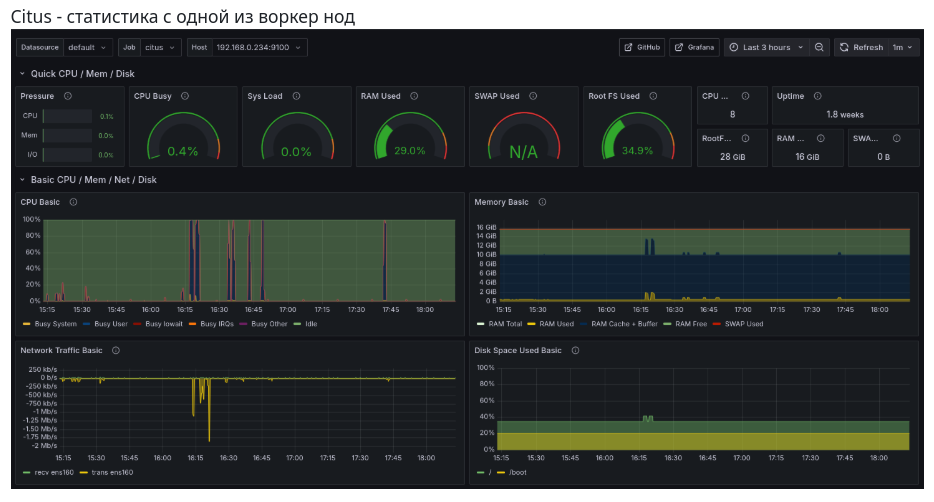 Citus - статистика с одной из воркер нод
Datasource default Job citus Host 192.168.0.234:9100 GitHub Grafana Last 3 hours Refresh 1m
Quick CPU / Mem / Disk
Pressure CPU Busy Sys Load RAM Used SWAP Used Root FS Used CPU ... Uptime
CPU 0.1%
Mem 0.0%
I/O 0.0%
0.4% 0.0% 29.0% N/A 34.9%
8 1.8 weeks
RootF... RAM ... SWA...
28 GiB 16 GiB 0 B
Basic CPU / Mem / Net / Disk
CPU Basic
100%
80%
60%
40%
20%
0%
15:15 15:30 15:45 16:00 16:15 16:30 16:45 17:00 17:15 17:30 17:45 18:00
Busy System Busy User Busy Iowait Busy IRQs Busy Other Idle
Memory Basic
16 GiB
14 GiB
12 GiB
10 GiB
8 GiB
6 GiB
4 GiB
2 GiB
0 B
15:15 15:30 15:45 16:00 16:15 16:30 16:45 17:00 17:15 17:30 17:45 18:00
RAM Total RAM Used RAM Cache + Buffer RAM Free SWAP Used
Network Traffic Basic
250 kb/s
0 b/s
-250 kb/s
-500 kb/s
-750 kb/s
-1 Mb/s
-1.25 Mb/s
-1.50 Mb/s
-1.75 Mb/s
-2 Mb/s
15:15 15:30 15:45 16:00 16:15 16:30 16:45 17:00 17:15 17:30 17:45 18:00
recv ens160 trans ens160
Disk Space Used Basic
100%
80%
60%
40%
20%
0%
15:15 15:30 15:45 16:00 16:15 16:30 16:45 17:00 17:15 17:30 17:45 18:00
/ /boot